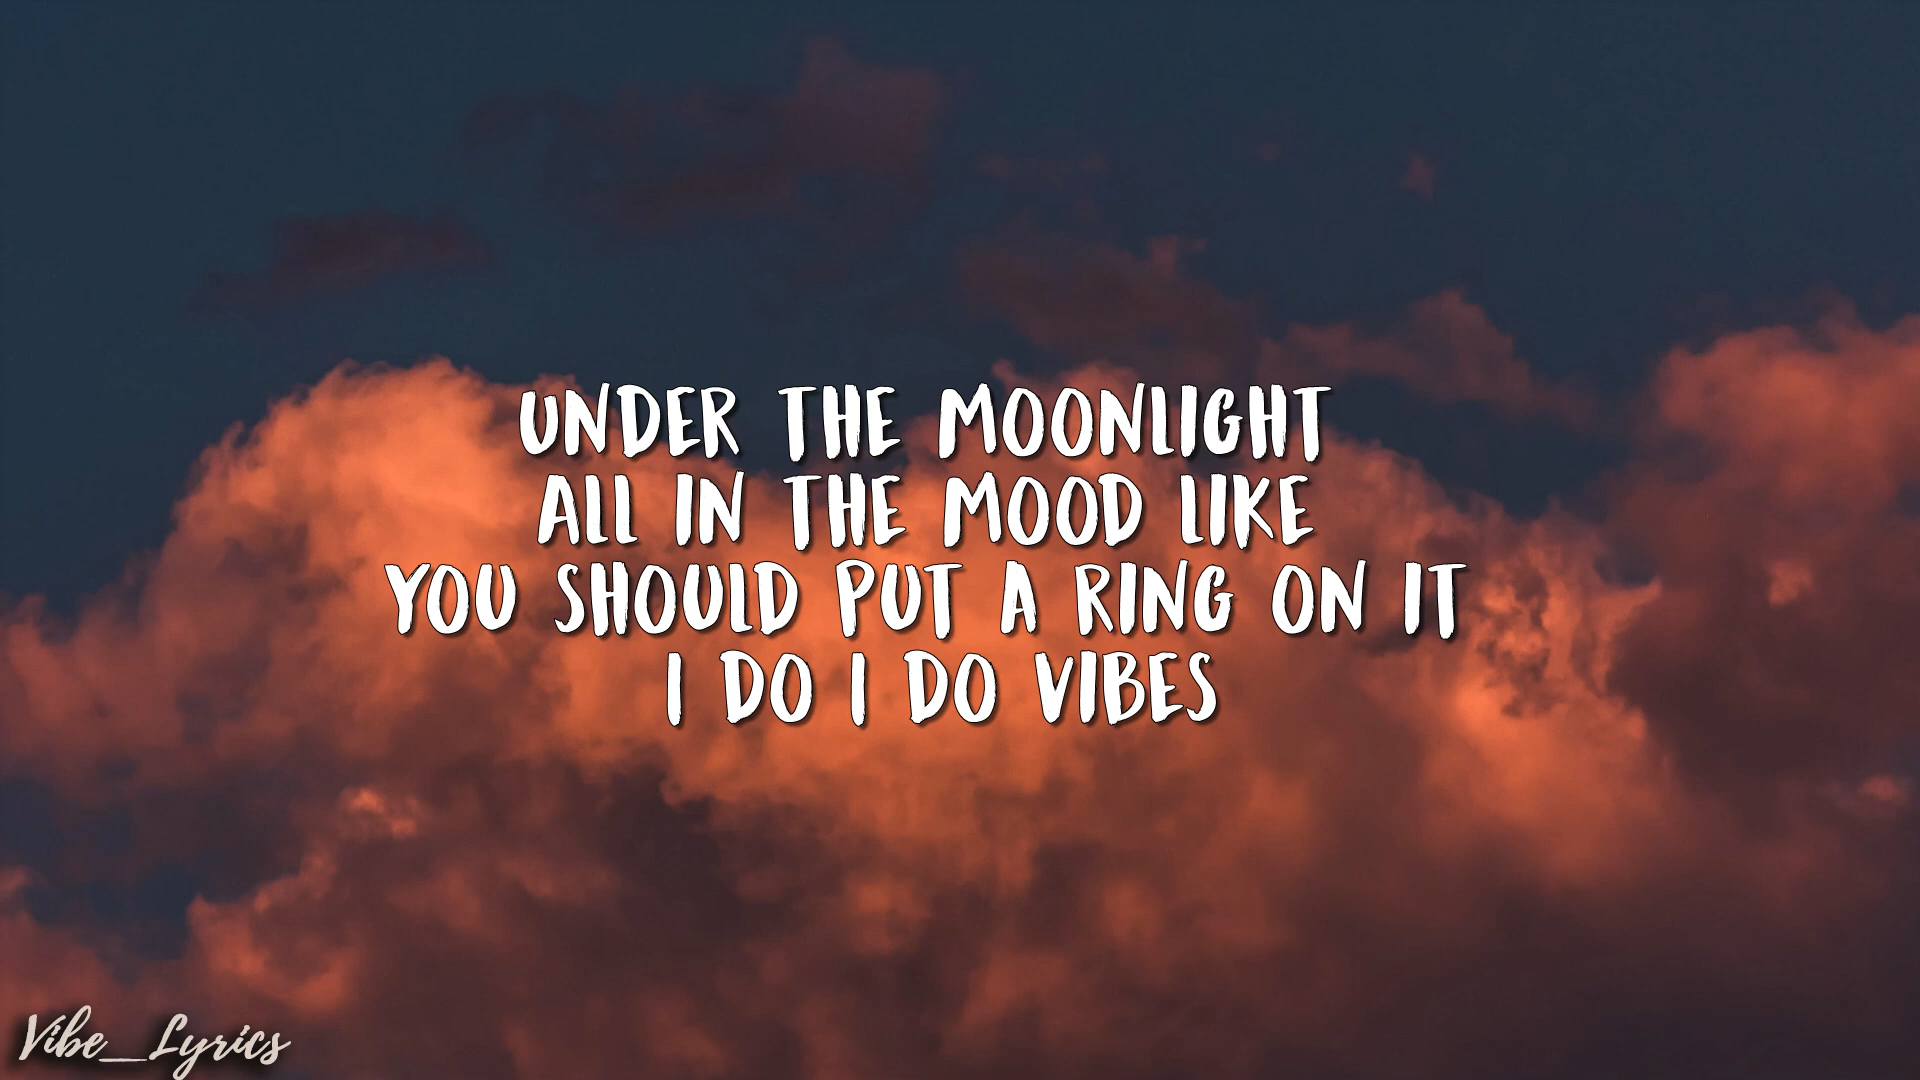 UNDER THE MOONLIGHT
ALL IN THE MOOD LIKE
YOU SHOULD PUT A RING ON IT
I DO I DO VIBES
Vibe_Lyrics